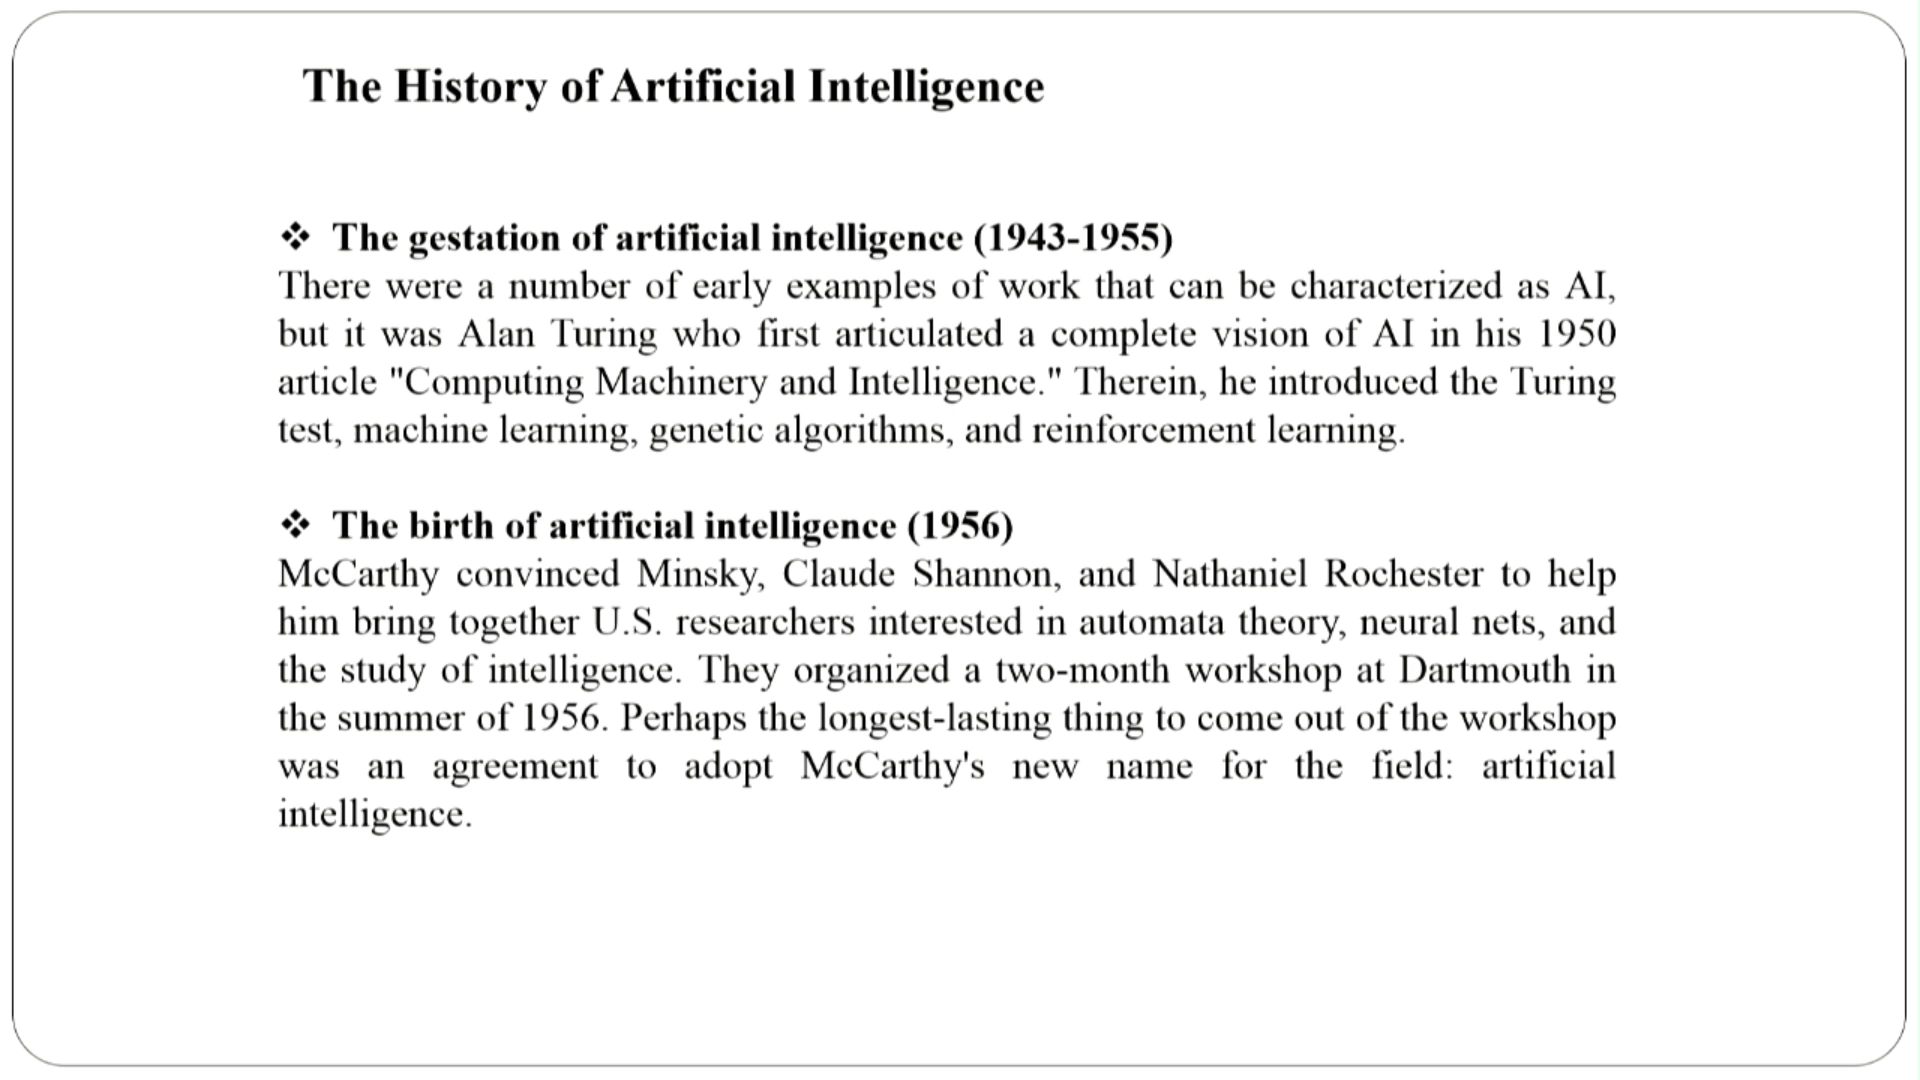 The History of Artificial Intelligence
❖ The gestation of artificial intelligence (1943-1955)
There were a number of early examples of work that can be characterized as AI,
but it was Alan Turing who first articulated a complete vision of AI in his 1950
article "Computing Machinery and Intelligence." Therein, he introduced the Turing
test, machine learning, genetic algorithms, and reinforcement learning.
❖ The birth of artificial intelligence (1956)
McCarthy convinced Minsky, Claude Shannon, and Nathaniel Rochester to help
him bring together U.S. researchers interested in automata theory, neural nets, and
the study of intelligence. They organized a two-month workshop at Dartmouth in
the summer of 1956. Perhaps the longest-lasting thing to come out of the workshop
was an agreement to adopt McCarthy's new name for the field: artificial
intelligence.